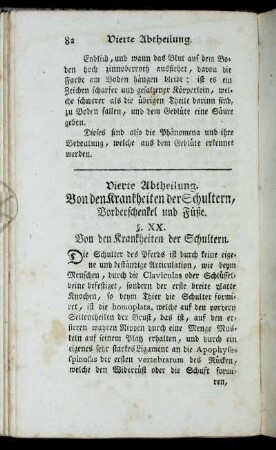 82 Vierte Abtheilung.
Endlich, und wann das Blut auf dem Bo-
den hoch zinnoberroth aussiehet, davon die
Farbe am Boden hängen bleibt: ist es ein
Zeichen scharfer und gesalzener Körperlein, wel-
che schwerer als die übrigen Theile darinn sind,
zu Boden fallen, und dem Geblüte eine Säure
geben.
Dieses sind also die Phänomena und ihre
Bedeutung, welche aus dem Geblüte erkennet
werden.
Vierte Abtheilung.
Von den Krankheiten der Schultern,
Vorderschenkel und Füße.
§. XX.
Von den Krankheiten der Schultern.
Die Schulter des Pferds ist durch keine eige-
ne und beständige Articulation, wie beym
Menschen, durch die Claviculas oder Schlüssel-
beine befestiget, sondern der erste breite platte
Knochen, so beym Thier die Schulter formi-
ret, ist die homoplata, welche auf den vordern
Seitentheilen der Brust, das ist, auf den er-
steren wahren Rippen durch eine Menge Mus-
keln auf seinem Platz erhalten, und durch ein
eigenes sehr starkes Ligament an die Apophyses
spinosas der ersten vertebrarum des Rücken,
welche den Widerrüst oder die Schuft formi-
ren,